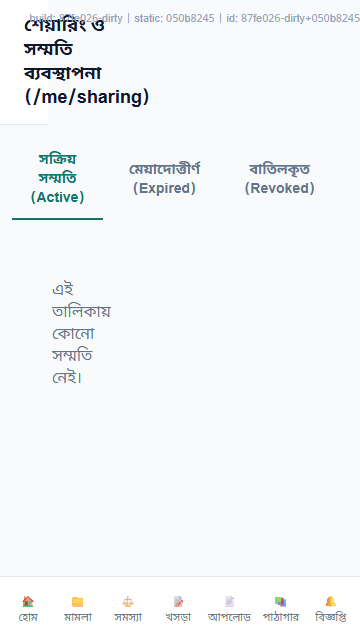 build: 87fe026-dirty | static: 050b8245 | id: 87fe026-dirty+050b8245
শেয়ারিং ও
সম্মতি
ব্যবস্থাপনা
(/me/sharing)
সক্রিয়
সম্মতি
(Active)
মেয়াদোত্তীর্ণ
(Expired)
বাতিলকৃত
(Revoked)
এই
তালিকায়
কোনো
সম্মতি
নেই।
হোম মামলা সমস্যা খসড়া আপলোড পাঠাগার বিজ্ঞপ্তি